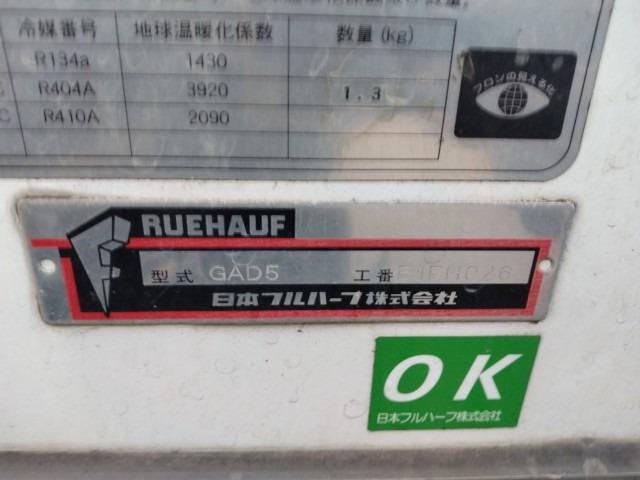 冷媒番号 地球温暖化係数 数量(kg)
R134a 1430
R404A 3920 1.3
C R410A 2090
フロンの見える化
FRUEHAUF
型式 GAD5 工番
日本フルハーフ株式会社
OK
日本フルハーフ株式会社